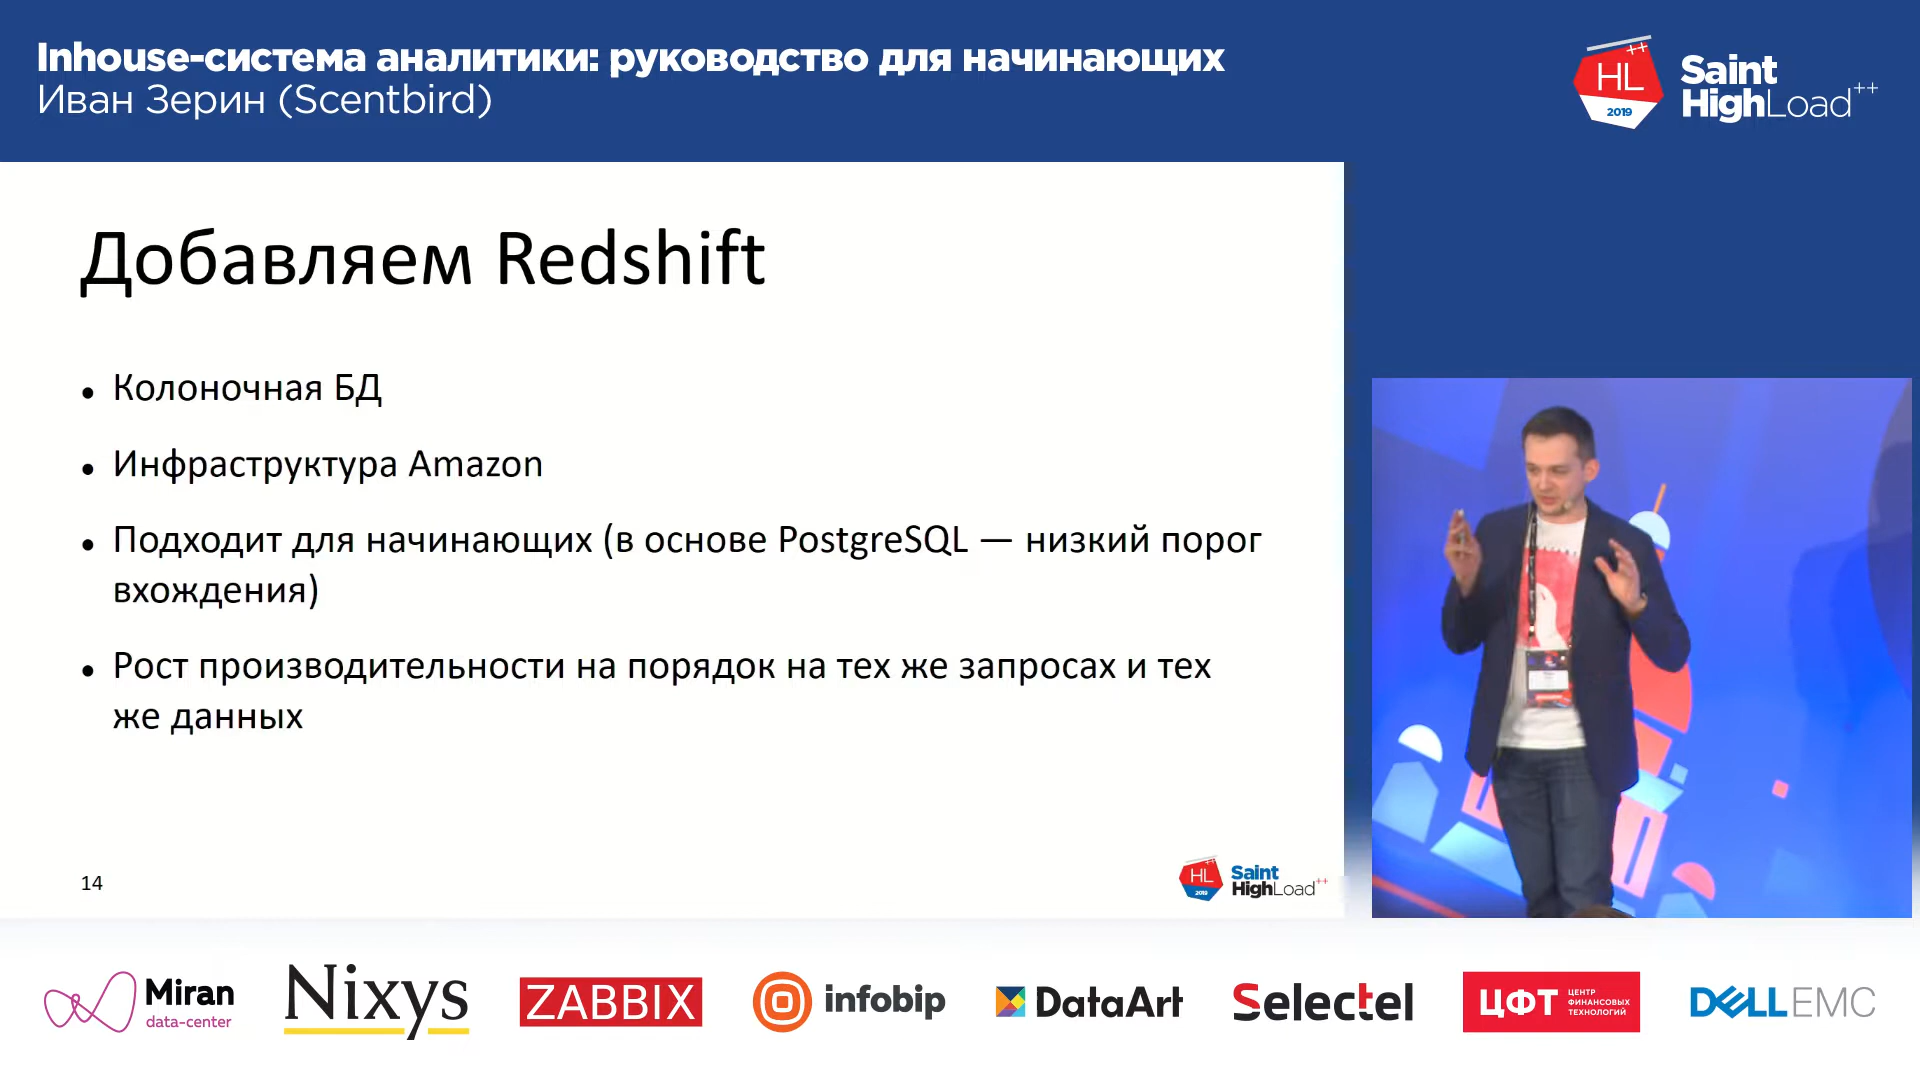 Inhouse-система аналитики: руководство для начинающих
Иван Зерин (Scentbird)
HL++
2019
Saint
HighLoad++
Добавляем Redshift
• Колоночная БД
• Инфраструктура Amazon
• Подходит для начинающих (в основе PostgreSQL — низкий порог
вхождения)
• Рост производительности на порядок на тех же запросах и тех
же данных
14
HL++
2019
Saint
HighLoad++
Miran
data-center
Nixys
ZABBIX
infobip
DataArt
Selectel
ЦФТ
ЦЕНТР
ФИНАНСОВЫХ
ТЕХНОЛОГИЙ
DELL EMC